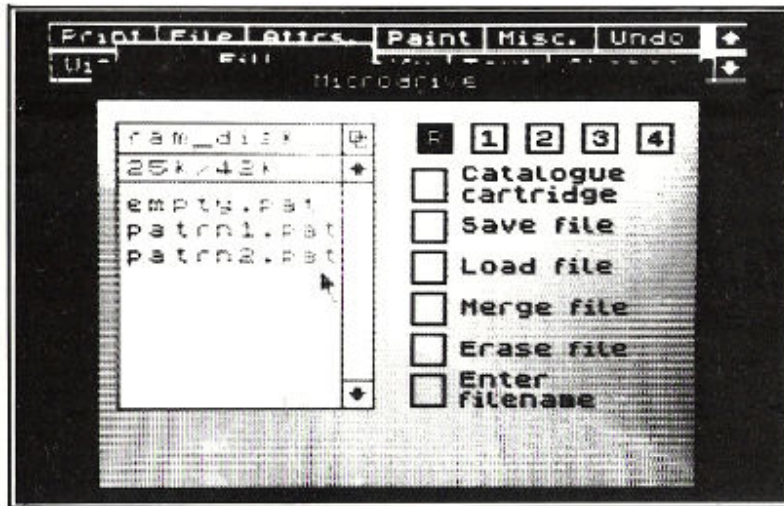 Print File Attrs. Paint Misc. Undo
Fill
Microdrive
ram_disk
25k/42k
empty.pat
patrn1.pat
patrn2.pat
R 1 2 3 4
Catalogue
cartridge
Save file
Load file
Merge file
Erase file
Enter
filename